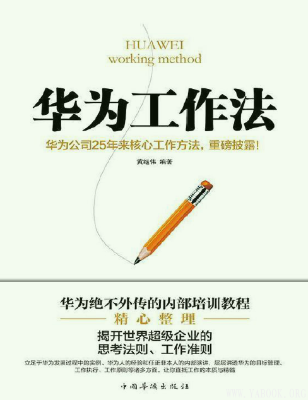 HUAWEI
working method
华为工作法
华为公司25年来核心工作方法，重磅披露！
黄继伟 编著
华为绝不外传的内部培训教程
精心整理
揭开世界超级企业的
思考法则、工作准则
中国华侨出版社